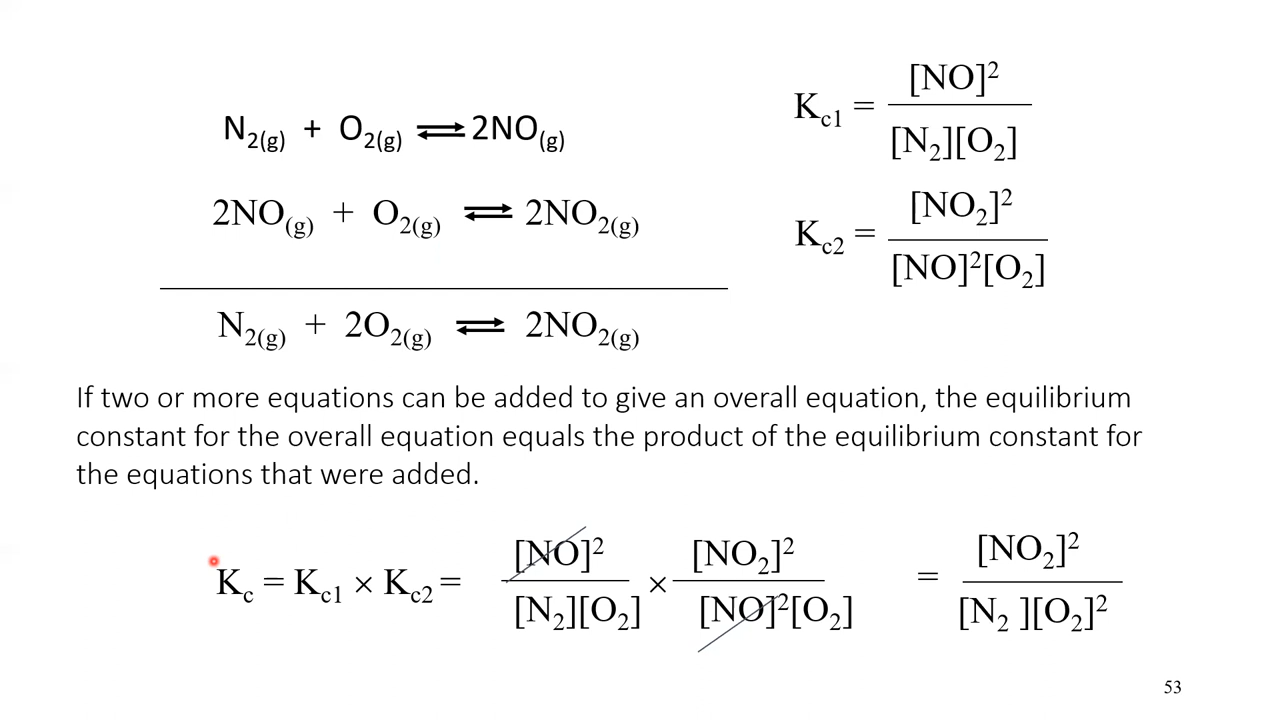 N₂(g) + O₂(g) ⇌ 2NO(g)
Kc1 = [NO]² / [N₂][O₂]
2NO(g) + O₂(g) ⇌ 2NO₂(g)
Kc2 = [NO₂]² / [NO]²[O₂]
N₂(g) + 2O₂(g) ⇌ 2NO₂(g)
If two or more equations can be added to give an overall equation, the equilibrium
constant for the overall equation equals the product of the equilibrium constant for
the equations that were added.
Kc = Kc1 × Kc2 = [NO]² / [N₂][O₂] × [NO₂]² / [NO]²[O₂] = [NO₂]² / [N₂ ][O₂]²
53